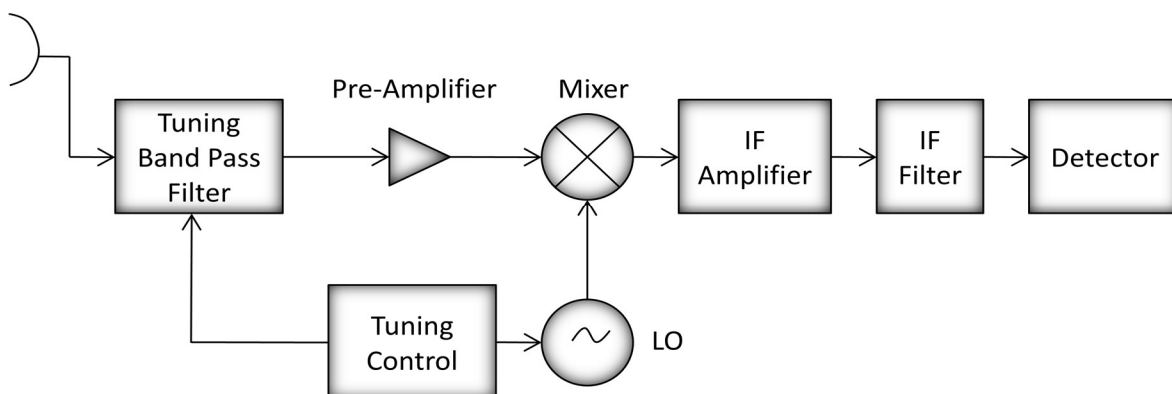 Pre-Amplifier
Mixer
Tuning
Band Pass
Filter
IF
Amplifier
IF
Filter
Detector
Tuning
Control
LO